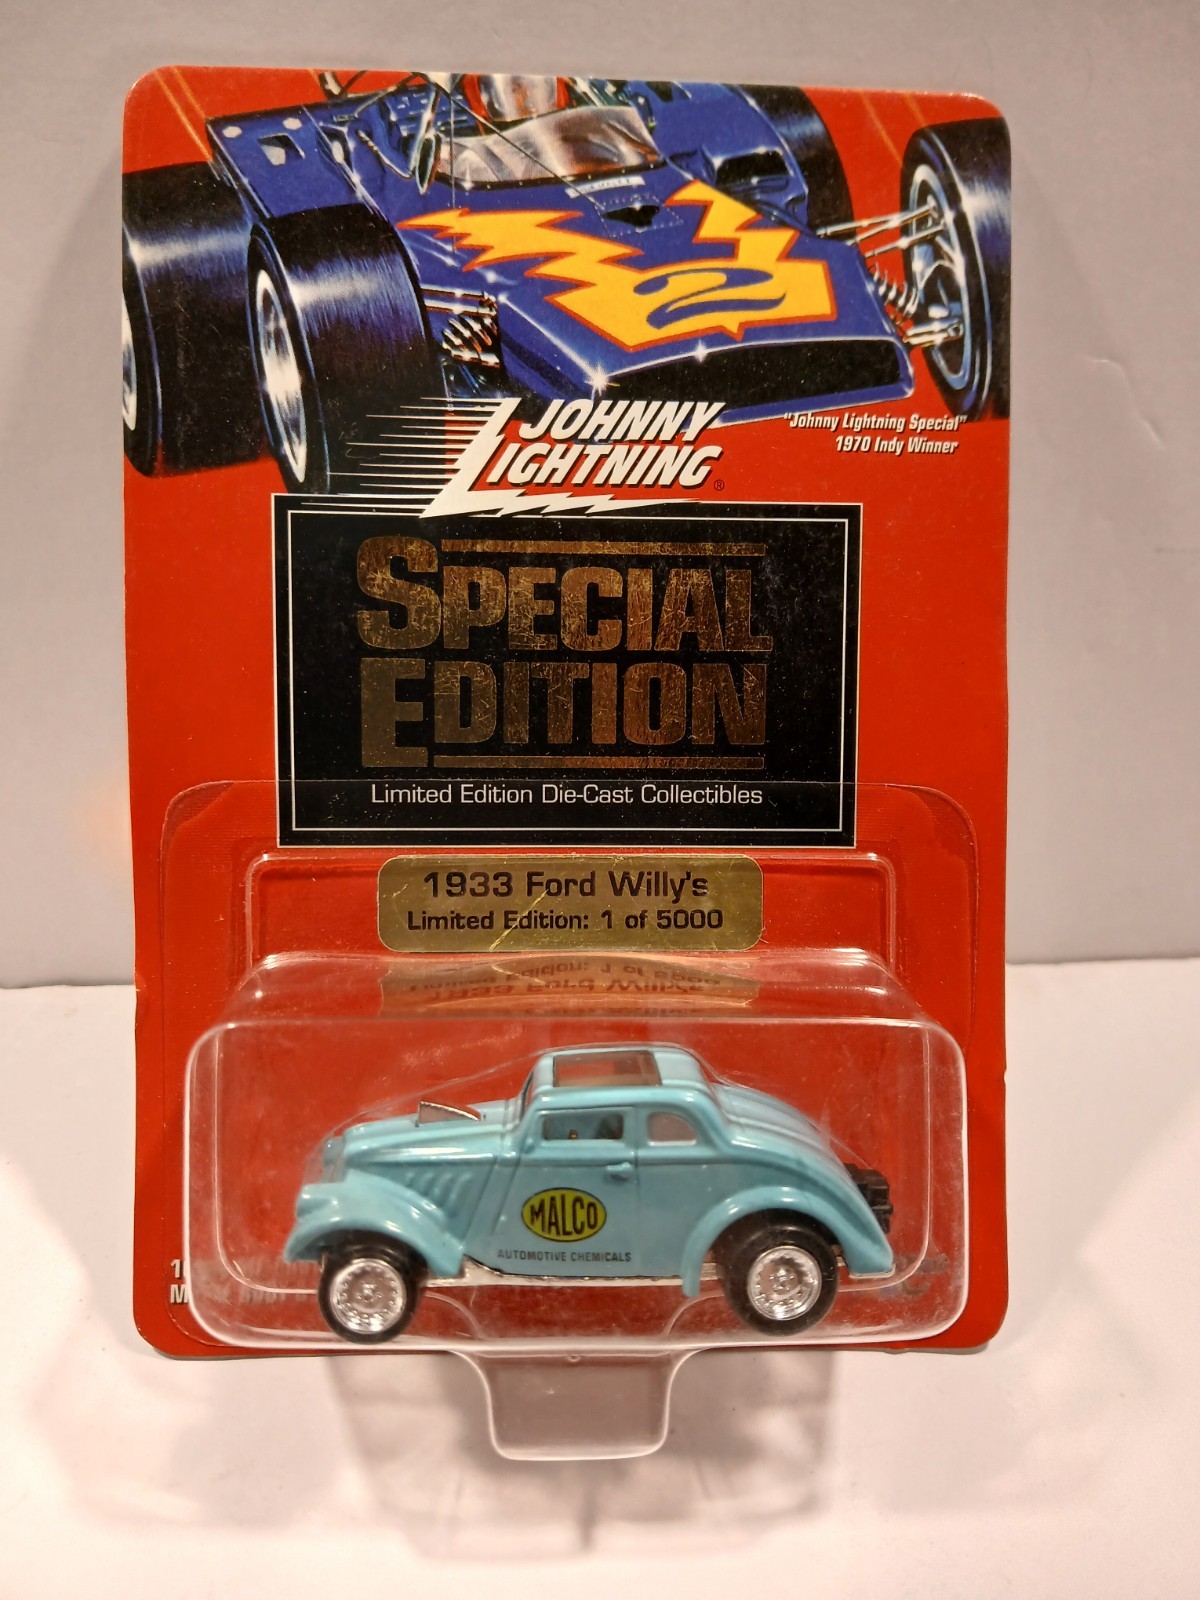 2
"Johnny Lightning Special"
1970 Indy Winner
JOHNNY
LIGHTNING ®
SPECIAL
EDITION
Limited Edition Die-Cast Collectibles
1933 Ford Willy's
Limited Edition: 1 of 5000
MALCO
AUTOMOTIVE CHEMICALS